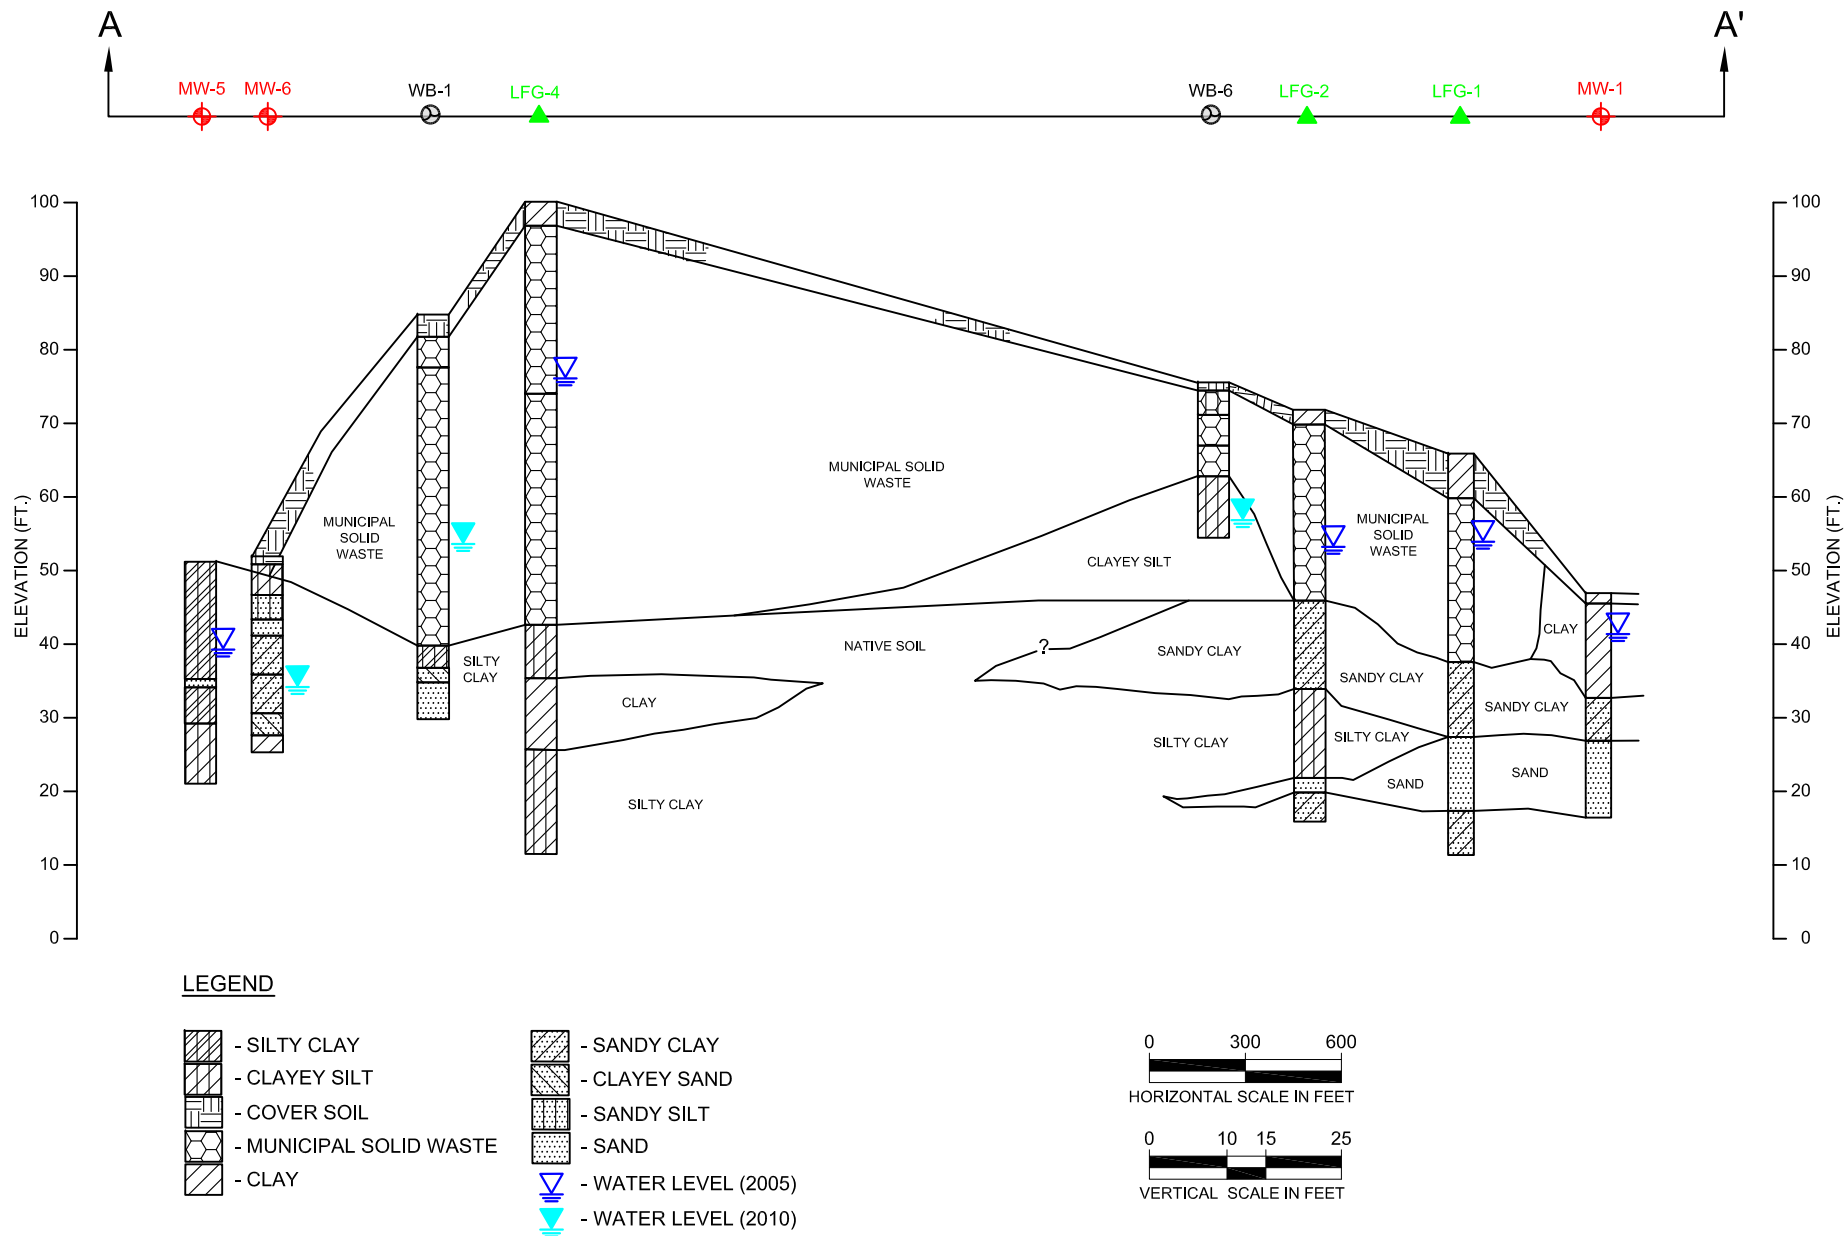 A
A'
MW-5
MW-6
WB-1
LFG-4
WB-6
LFG-2
LFG-1
MW-1
100
90
80
70
60
50
40
30
20
10
0
ELEVATION (FT.)
100
90
80
70
60
50
40
30
20
10
0
ELEVATION (FT.)
MUNICIPAL
SOLID
WASTE
MUNICIPAL SOLID
WASTE
MUNICIPAL
SOLID
WASTE
CLAYEY SILT
SILTY
CLAY
NATIVE SOIL
?
SANDY CLAY
CLAY
CLAY
SANDY CLAY
SANDY CLAY
SILTY CLAY
SILTY CLAY
SAND
SAND
SILTY CLAY
LEGEND
- SILTY CLAY
- CLAYEY SILT
- COVER SOIL
- MUNICIPAL SOLID WASTE
- CLAY
- SANDY CLAY
- CLAYEY SAND
- SANDY SILT
- SAND
- WATER LEVEL (2005)
- WATER LEVEL (2010)
0 300 600
HORIZONTAL SCALE IN FEET
0 10 15 25
VERTICAL SCALE IN FEET